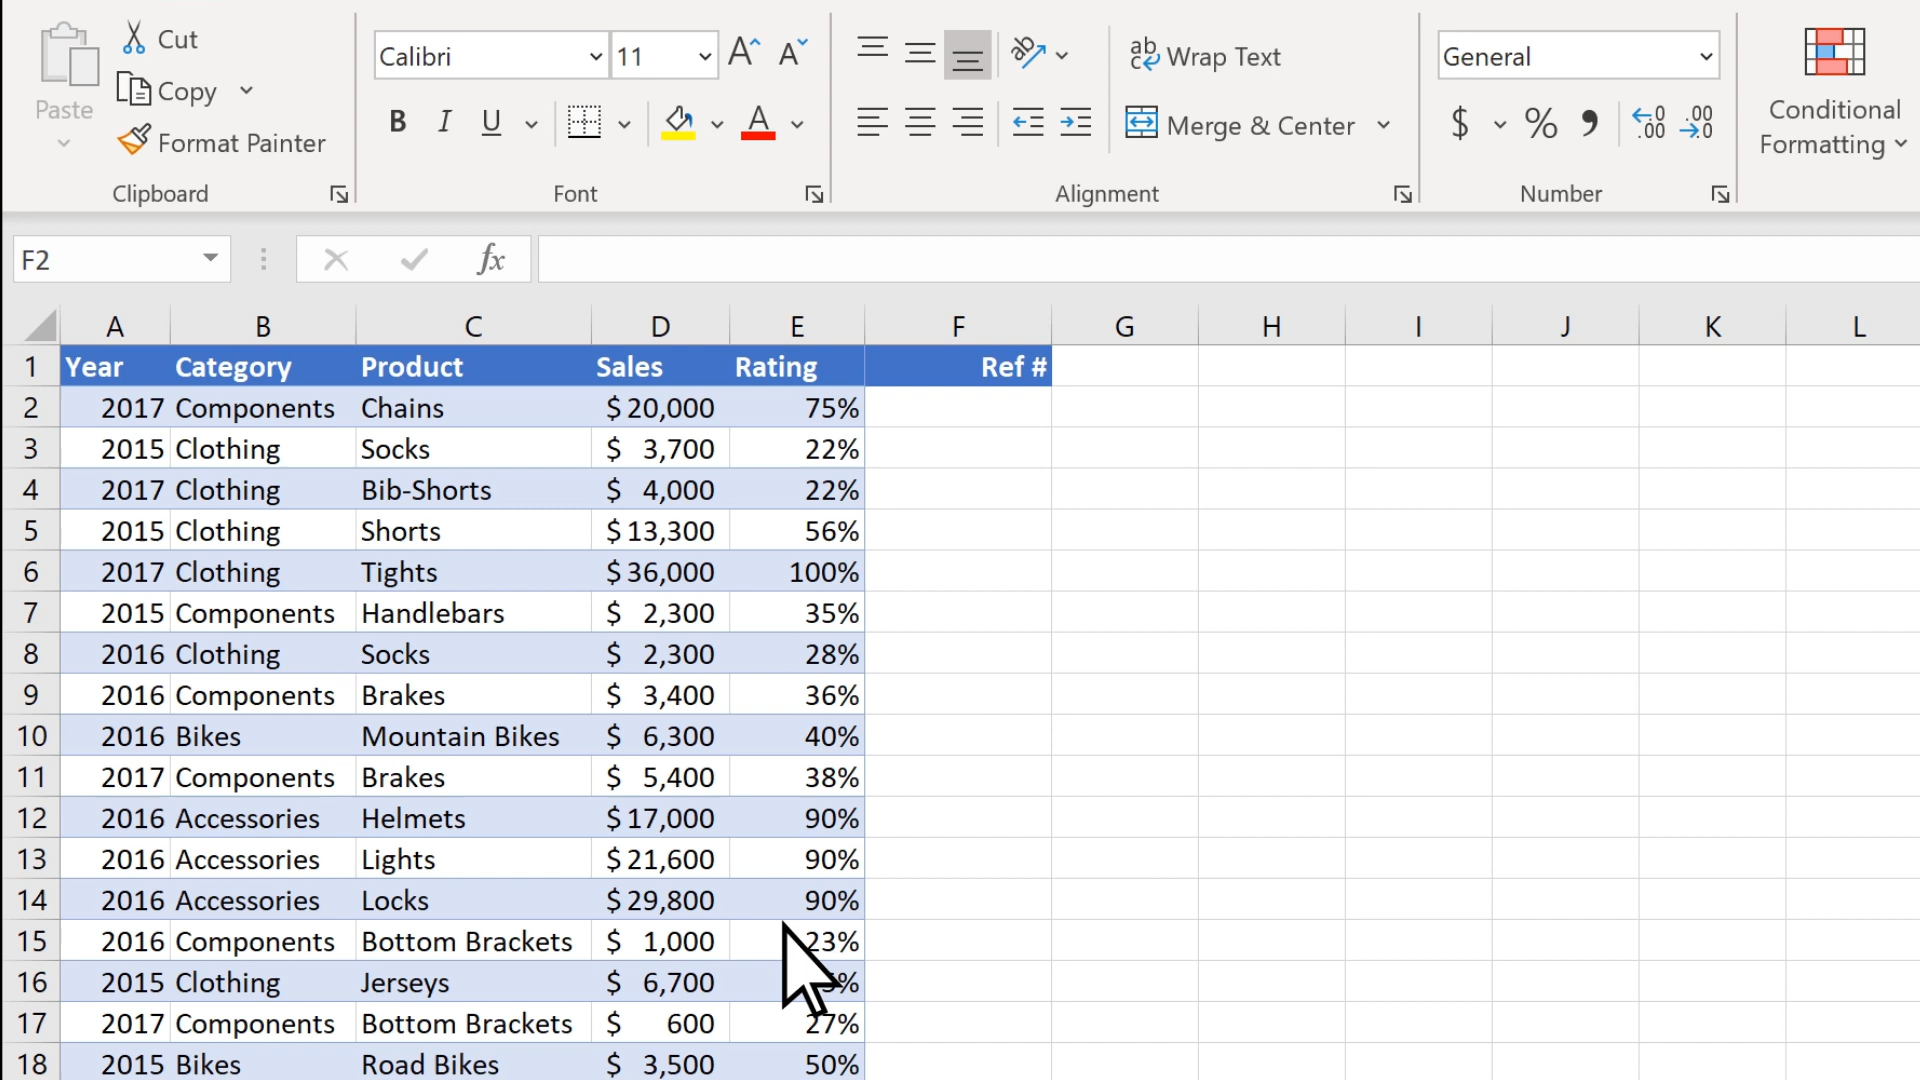 Cut
Copy
Paste
Format Painter
Clipboard
Calibri 11
B I U A
Font
Wrap Text
Merge & Center
Alignment
General
$ % 9 .00 .00 .0
Number
Conditional
Formatting
F2 fx
A B C D E F G H I J K L
1 Year Category Product Sales Rating Ref #
2 2017 Components Chains $ 20,000 75%
3 2015 Clothing Socks $ 3,700 22%
4 2017 Clothing Bib-Shorts $ 4,000 22%
5 2015 Clothing Shorts $ 13,300 56%
6 2017 Clothing Tights $ 36,000 100%
7 2015 Components Handlebars $ 2,300 35%
8 2016 Clothing Socks $ 2,300 28%
9 2016 Components Brakes $ 3,400 36%
10 2016 Bikes Mountain Bikes $ 6,300 40%
11 2017 Components Brakes $ 5,400 38%
12 2016 Accessories Helmets $ 17,000 90%
13 2016 Accessories Lights $ 21,600 90%
14 2016 Accessories Locks $ 29,800 90%
15 2016 Components Bottom Brackets $ 1,000 23%
16 2015 Clothing Jerseys $ 6,700
17 2017 Components Bottom Brackets $ 600 27%
18 2015 Bikes Road Bikes $ 3,500 50%